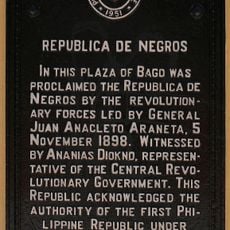 1951
REPUBLICA DE NEGROS
IN THIS PLAZA OF BAGO WAS
PROCLAIMED THE REPUBLICA DE
NEGROS BY THE REVOLUTION-
ARY FORCES LED BY GENERAL
JUAN ANACLETO ARANETA, 5
NOVEMBER 1898. WITNESSED
BY ANANIAS DIOKNO, REPRESEN-
TATIVE OF THE CENTRAL REVO-
LUTIONARY GOVERNMENT. THIS
REPUBLIC ACKNOWLEDGED THE
AUTHORITY OF THE FIRST PHI-
LIPPINE REPUBLIC UNDER